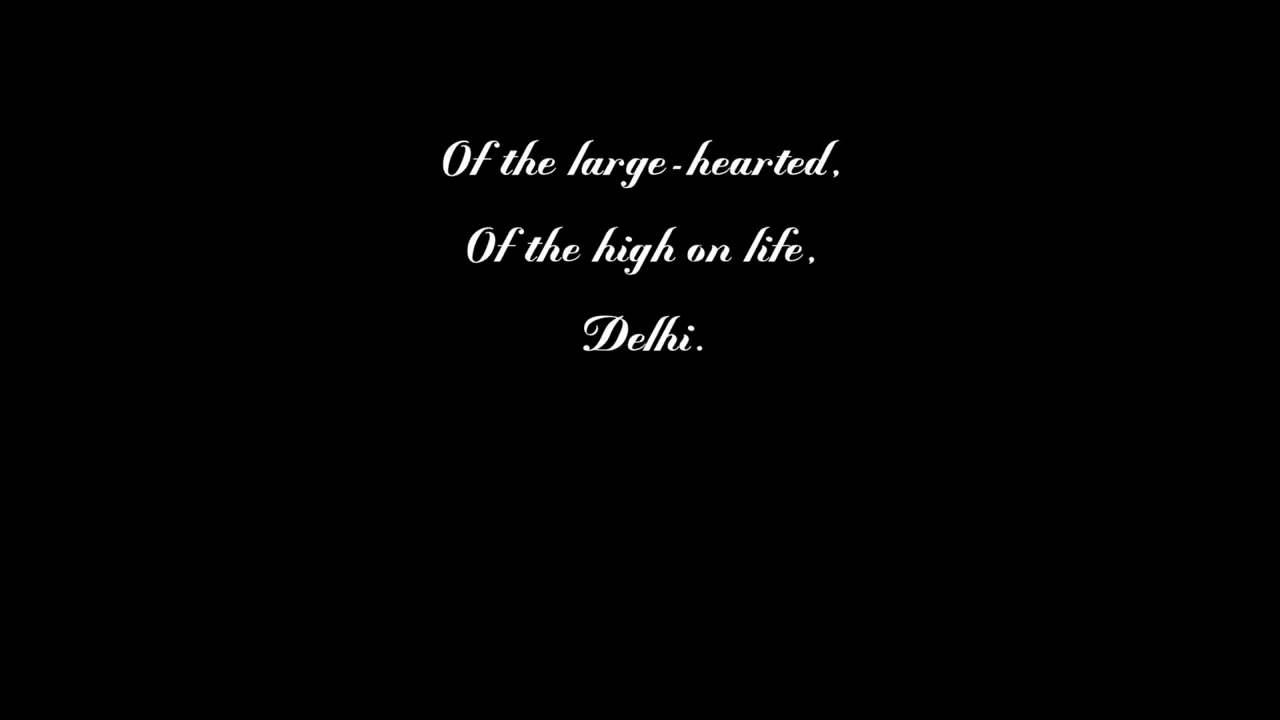 Of the large-hearted,
Of the high on life,
Delhi.